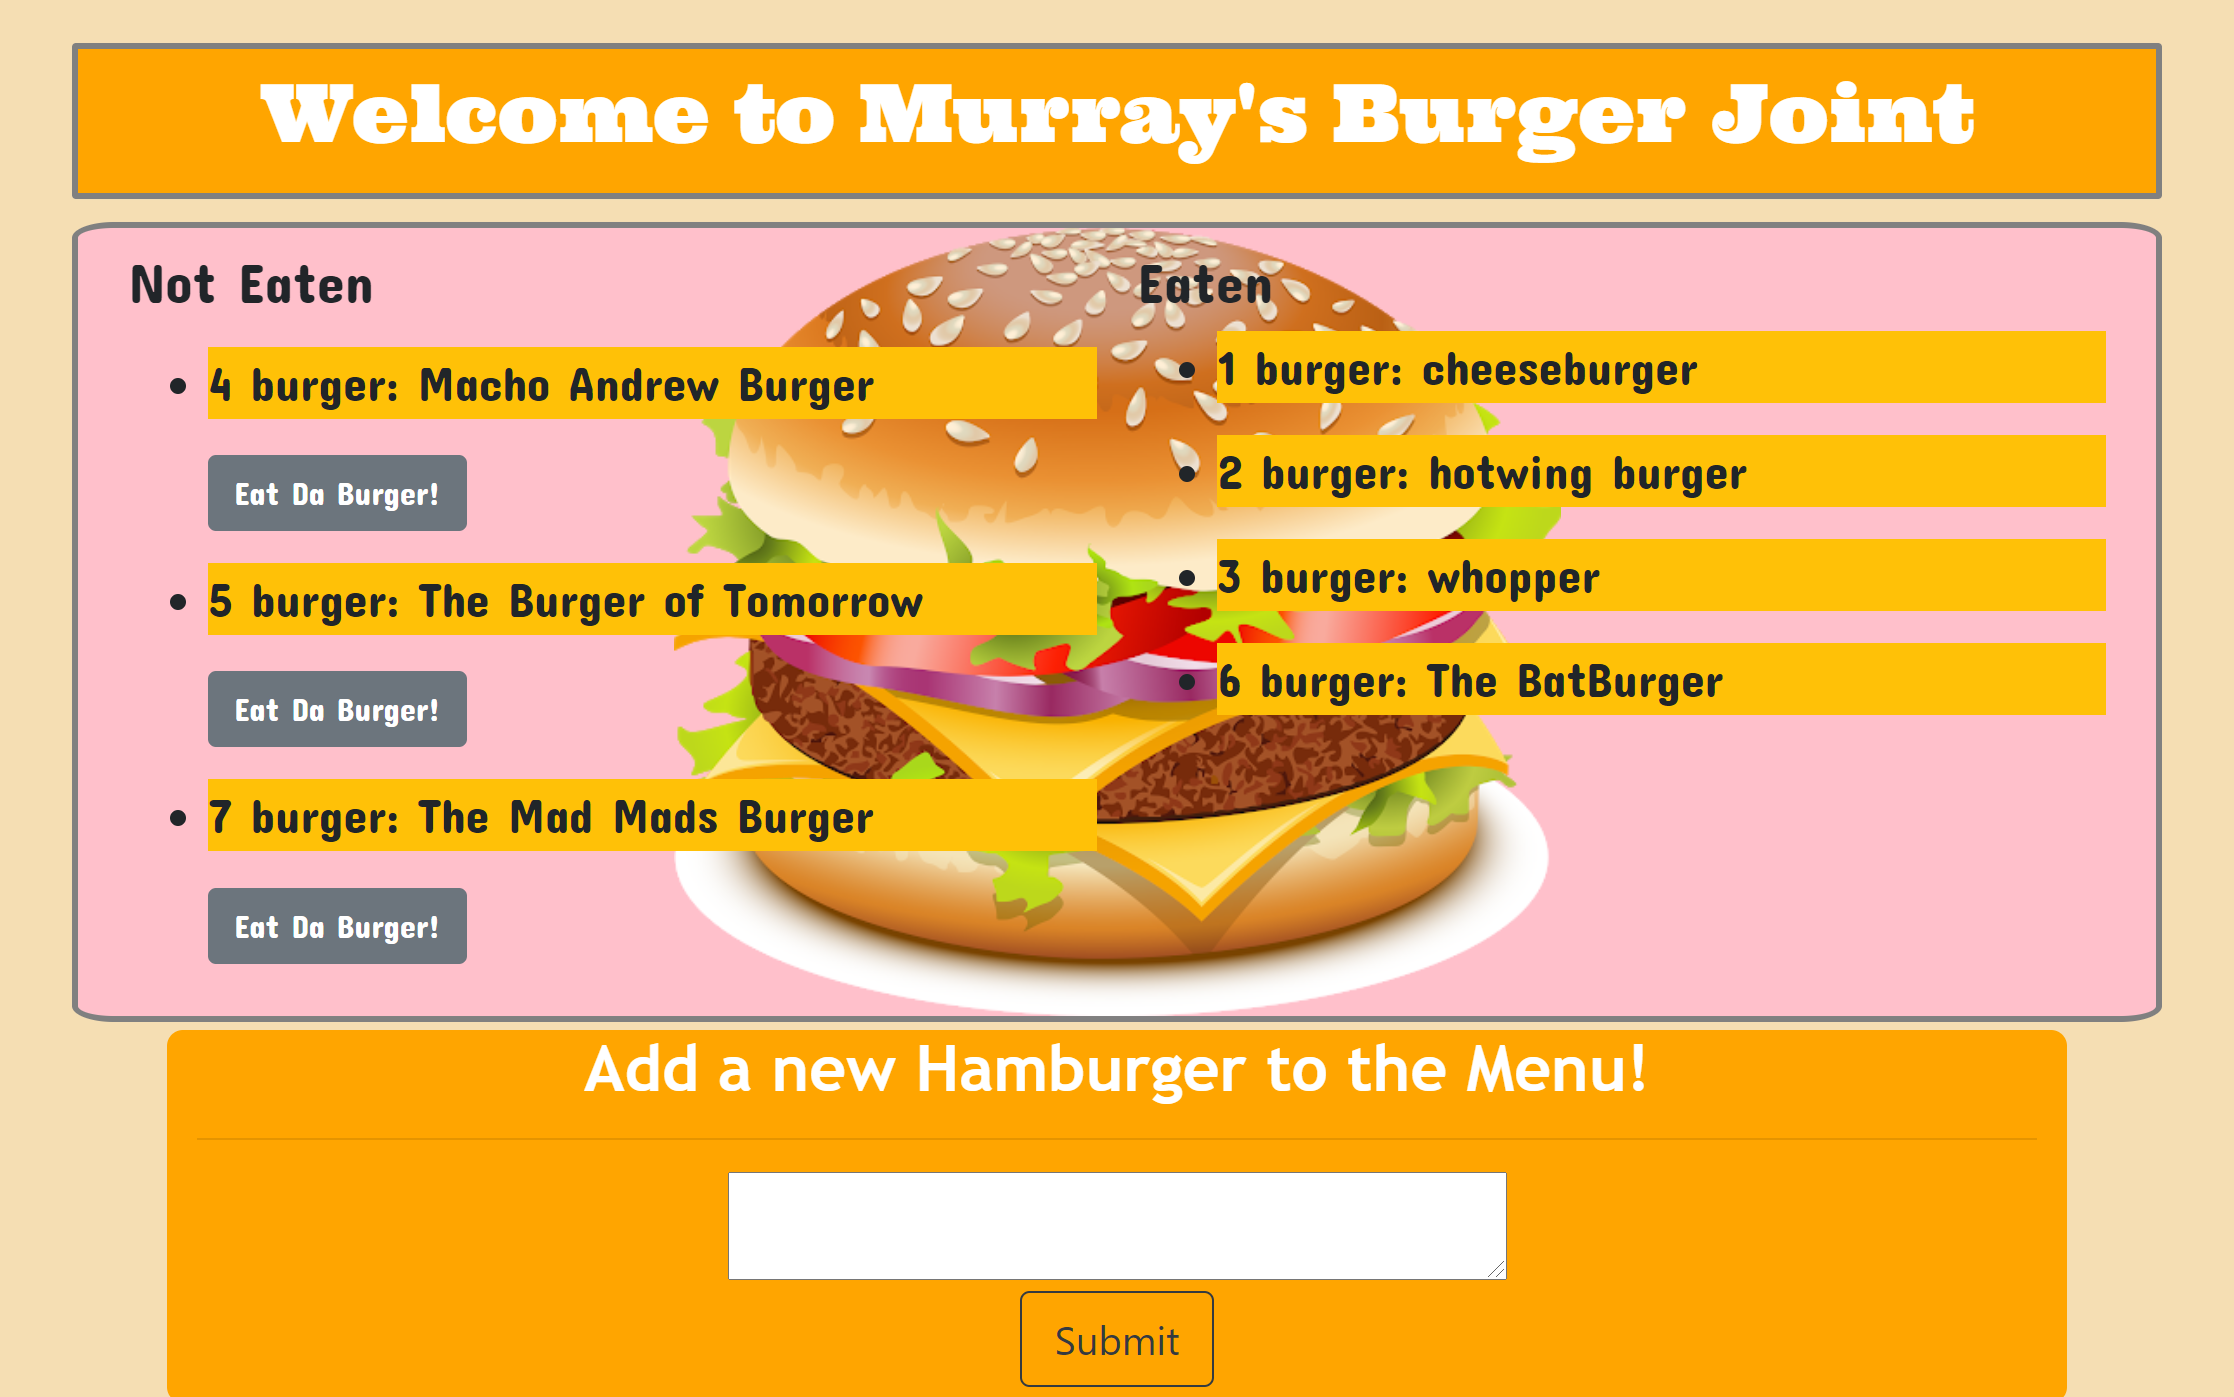 Welcome to Murray's Burger Joint
Not Eaten
4 burger: Macho Andrew Burger
Eat Da Burger!
5 burger: The Burger of Tomorrow
Eat Da Burger!
7 burger: The Mad Mads Burger
Eat Da Burger!
Eaten
1 burger: cheeseburger
2 burger: hotwing burger
3 burger: whopper
6 burger: The BatBurger
Add a new Hamburger to the Menu!
Submit